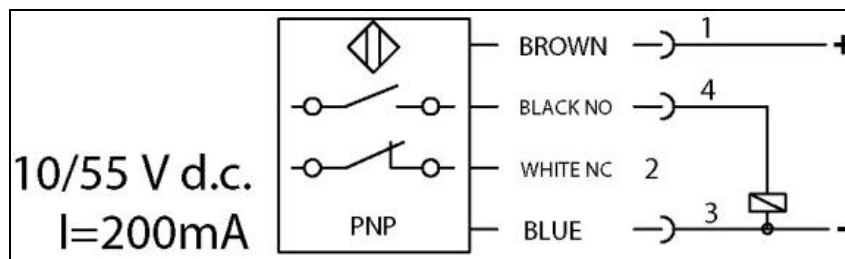 BROWN 1 +
BLACK NO 4
10/55 V d.c. WHITE NC 2
I=200mA PNP BLUE 3 -